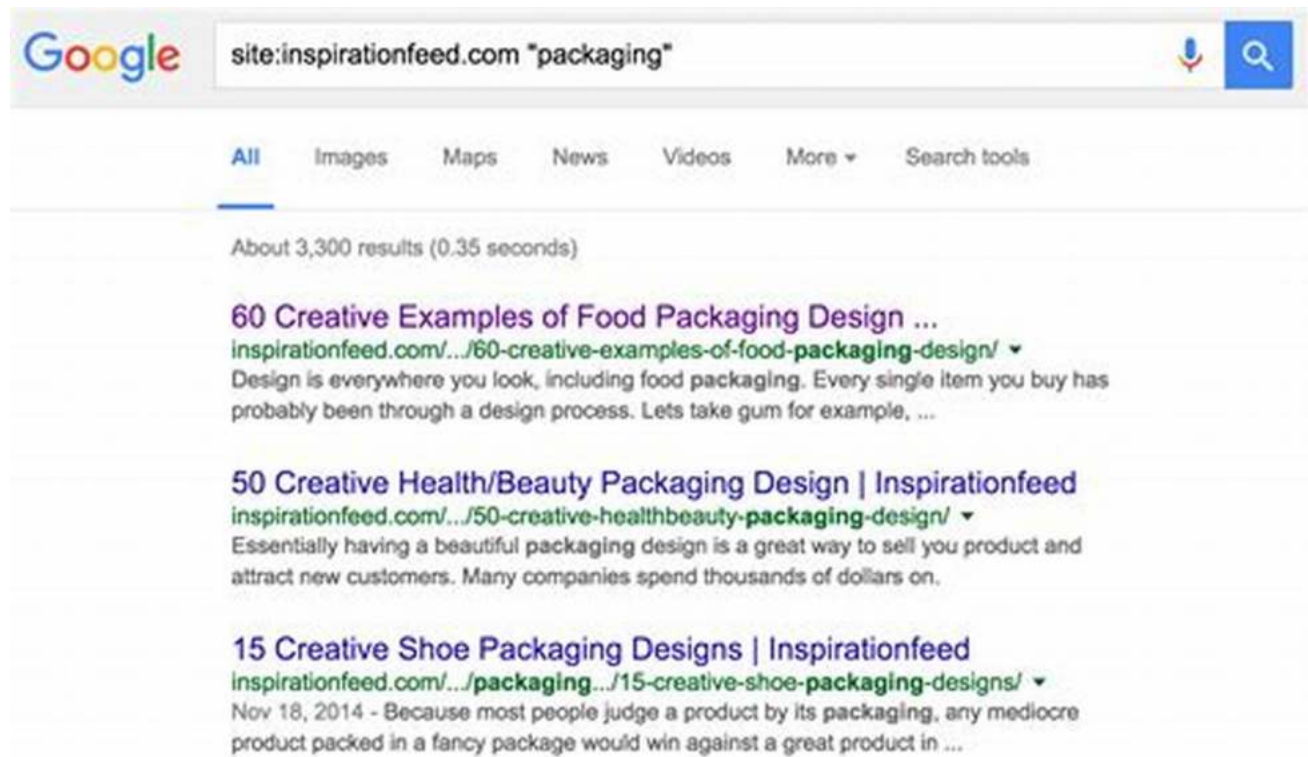 Google
site:inspirationfeed.com "packaging"
All Images Maps News Videos More Search tools
About 3,300 results (0.35 seconds)
60 Creative Examples of Food Packaging Design ...
inspirationfeed.com/.../60-creative-examples-of-food-packaging-design/
Design is everywhere you look, including food packaging. Every single item you buy has
probably been through a design process. Lets take gum for example, ...
50 Creative Health/Beauty Packaging Design | Inspirationfeed
inspirationfeed.com/.../50-creative-healthbeauty-packaging-design/
Essentially having a beautiful packaging design is a great way to sell you product and
attract new customers. Many companies spend thousands of dollars on.
15 Creative Shoe Packaging Designs | Inspirationfeed
inspirationfeed.com/.../packaging.../15-creative-shoe-packaging-designs/
Nov 18, 2014 - Because most people judge a product by its packaging, any mediocre
product packed in a fancy package would win against a great product in ...